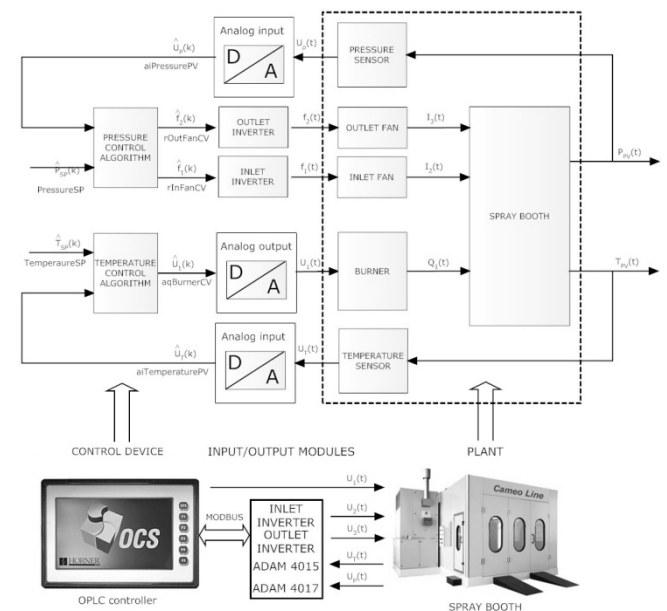 Analog input
D
A
Û_p(k)
aiPressurePV
U_p(t)
PRESSURE
SENSOR
PRESSURE
CONTROL
ALGORITHM
f̂_2(k)
rOutFanCV
OUTLET
INVERTER
f_2(t)
OUTLET FAN
I_2(t)
P̂_SP(k)
PressureSP
f̂_1(k)
rInFanCV
INLET
INVERTER
f_1(t)
INLET FAN
I_2(t)
SPRAY BOOTH
P_PV(t)
T̂_SP(k)
TemperaureSP
TEMPERATURE
CONTROL
ALGORITHM
Û_1(k)
aqBurnerCV
Analog output
D
A
U_1(t)
BURNER
Q_1(t)
T_PV(t)
Û_T(k)
aiTemperaturePV
Analog input
D
A
U_T(t)
TEMPERATURE
SENSOR
CONTROL DEVICE
INPUT/OUTPUT MODULES
PLANT
OCS
HORNER
OPLC controller
MODBUS
INLET
INVERTER
OUTLET
INVERTER
ADAM 4015
ADAM 4017
U_1(t)
U_2(t)
U_3(t)
U_T(t)
U_p(t)
Cameo Line
SPRAY BOOTH